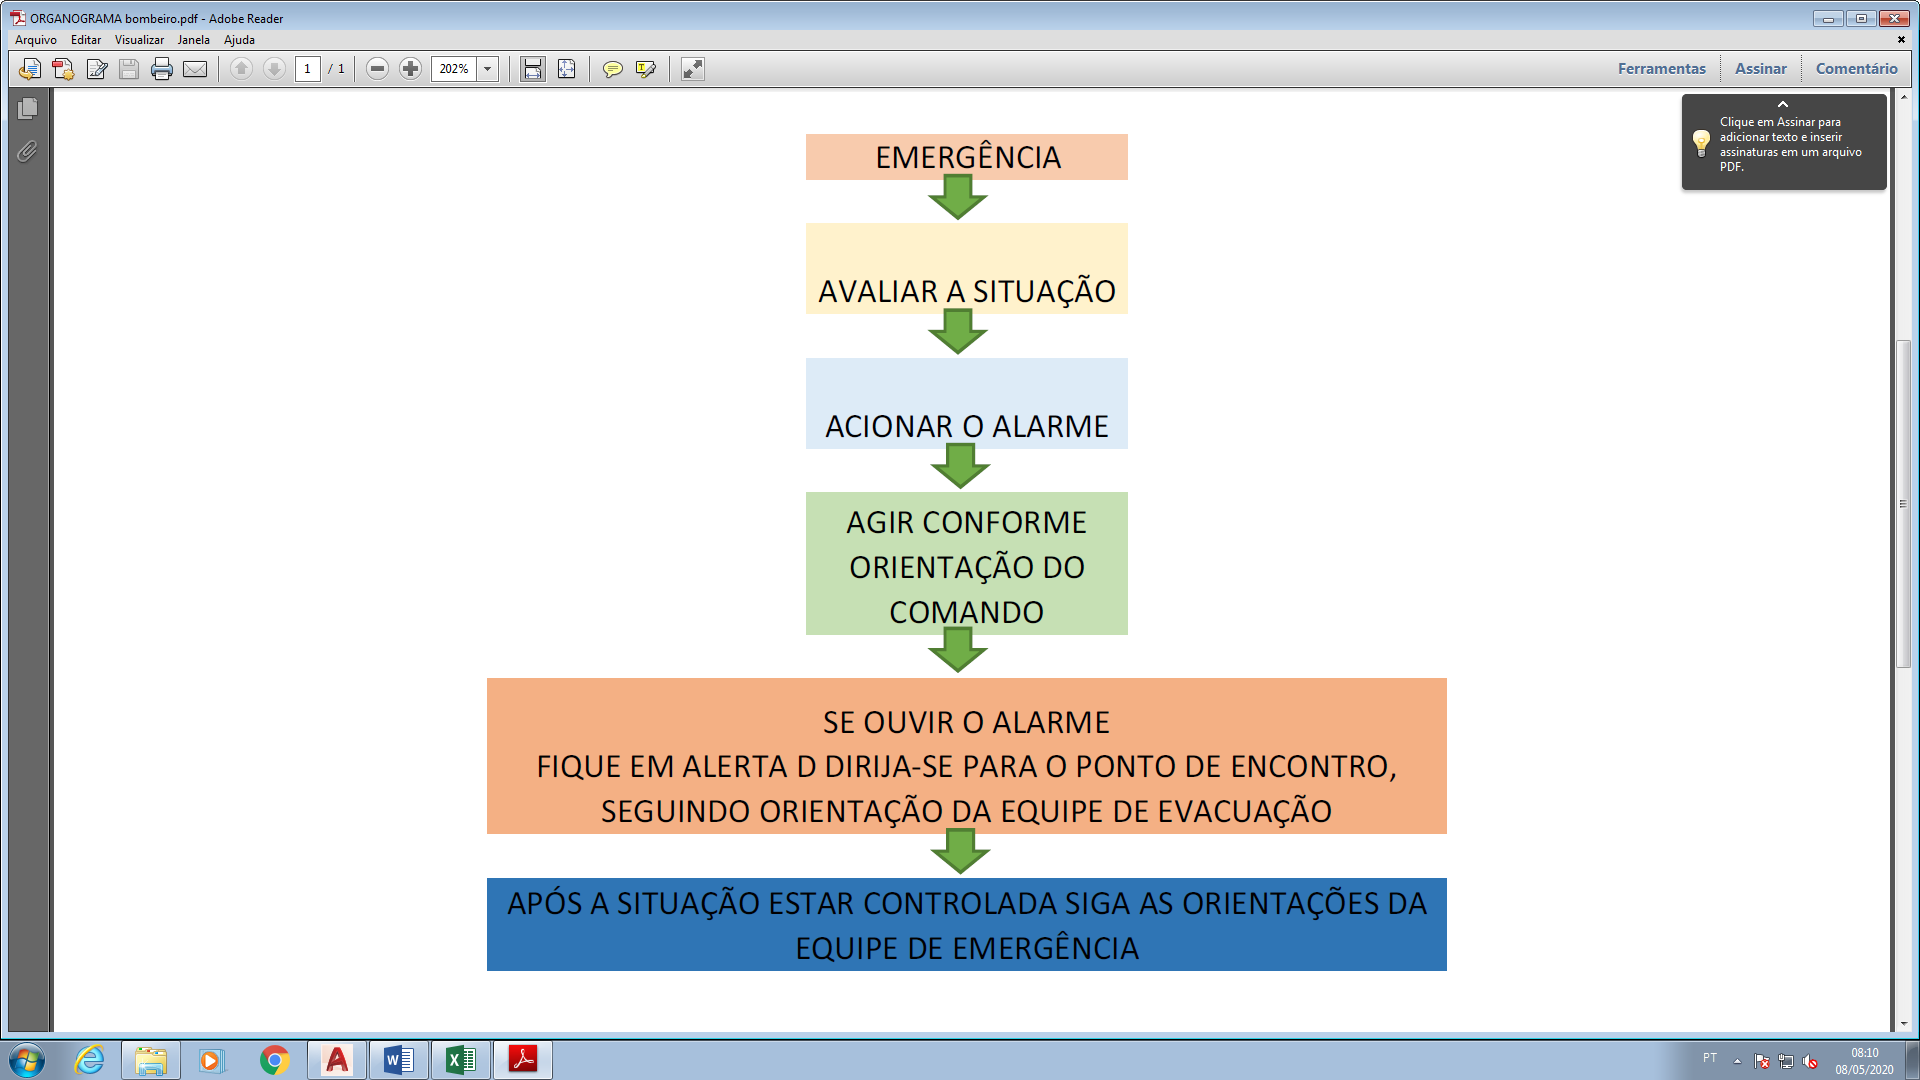 ORGANOGRAMA bombeiro.pdf - Adobe Reader
Arquivo Editar Visualizar Janela Ajuda
1 / 1 202% Ferramentas Assinar Comentário
Clique em Assinar para
adicionar texto e inserir
assinaturas em um arquivo
PDF.
EMERGÊNCIA
AVALIAR A SITUAÇÃO
ACIONAR O ALARME
AGIR CONFORME
ORIENTAÇÃO DO
COMANDO
SE OUVIR O ALARME
FIQUE EM ALERTA D DIRIJA-SE PARA O PONTO DE ENCONTRO,
SEGUINDO ORIENTAÇÃO DA EQUIPE DE EVACUAÇÃO
APÓS A SITUAÇÃO ESTAR CONTROLADA SIGA AS ORIENTAÇÕES DA
EQUIPE DE EMERGÊNCIA
PT 08:10
08/05/2020